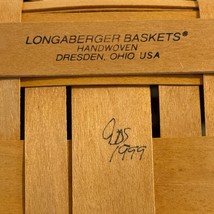 LONGABERGER BASKETS®
HANDWOVEN
DRESDEN, OHIO USA
1999